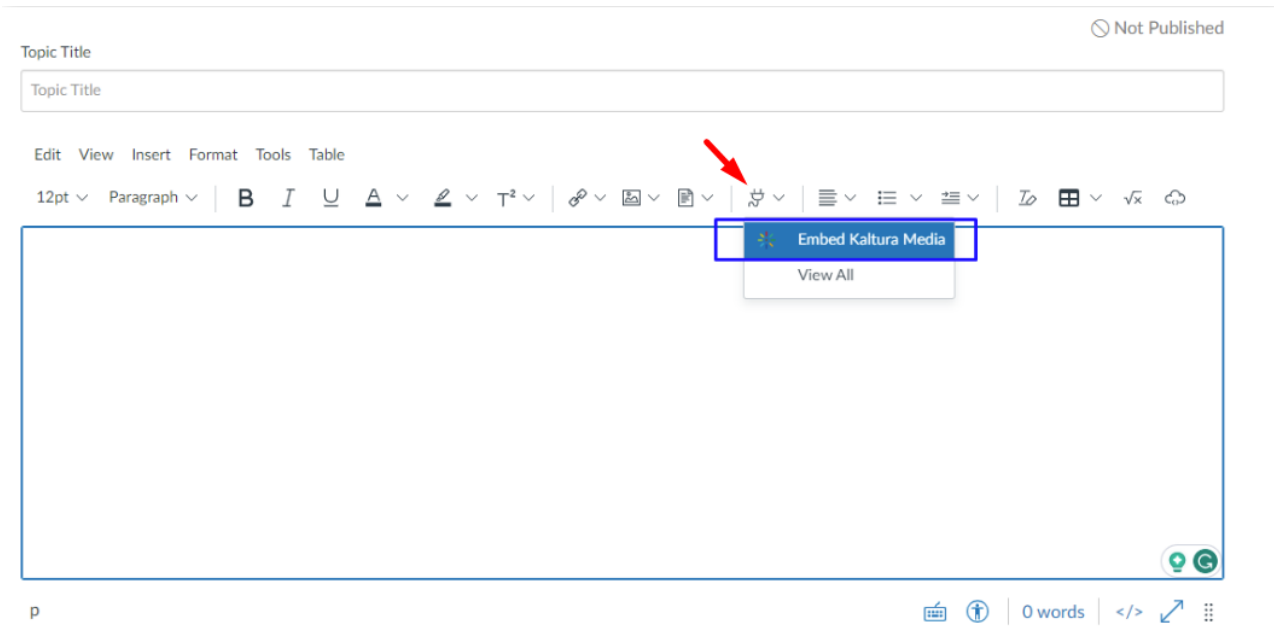 Not Published
Topic Title
Topic Title
Edit View Insert Format Tools Table
12pt Paragraph B I U A T²  √x
Embed Kaltura Media
View All
G
p 0 words </>